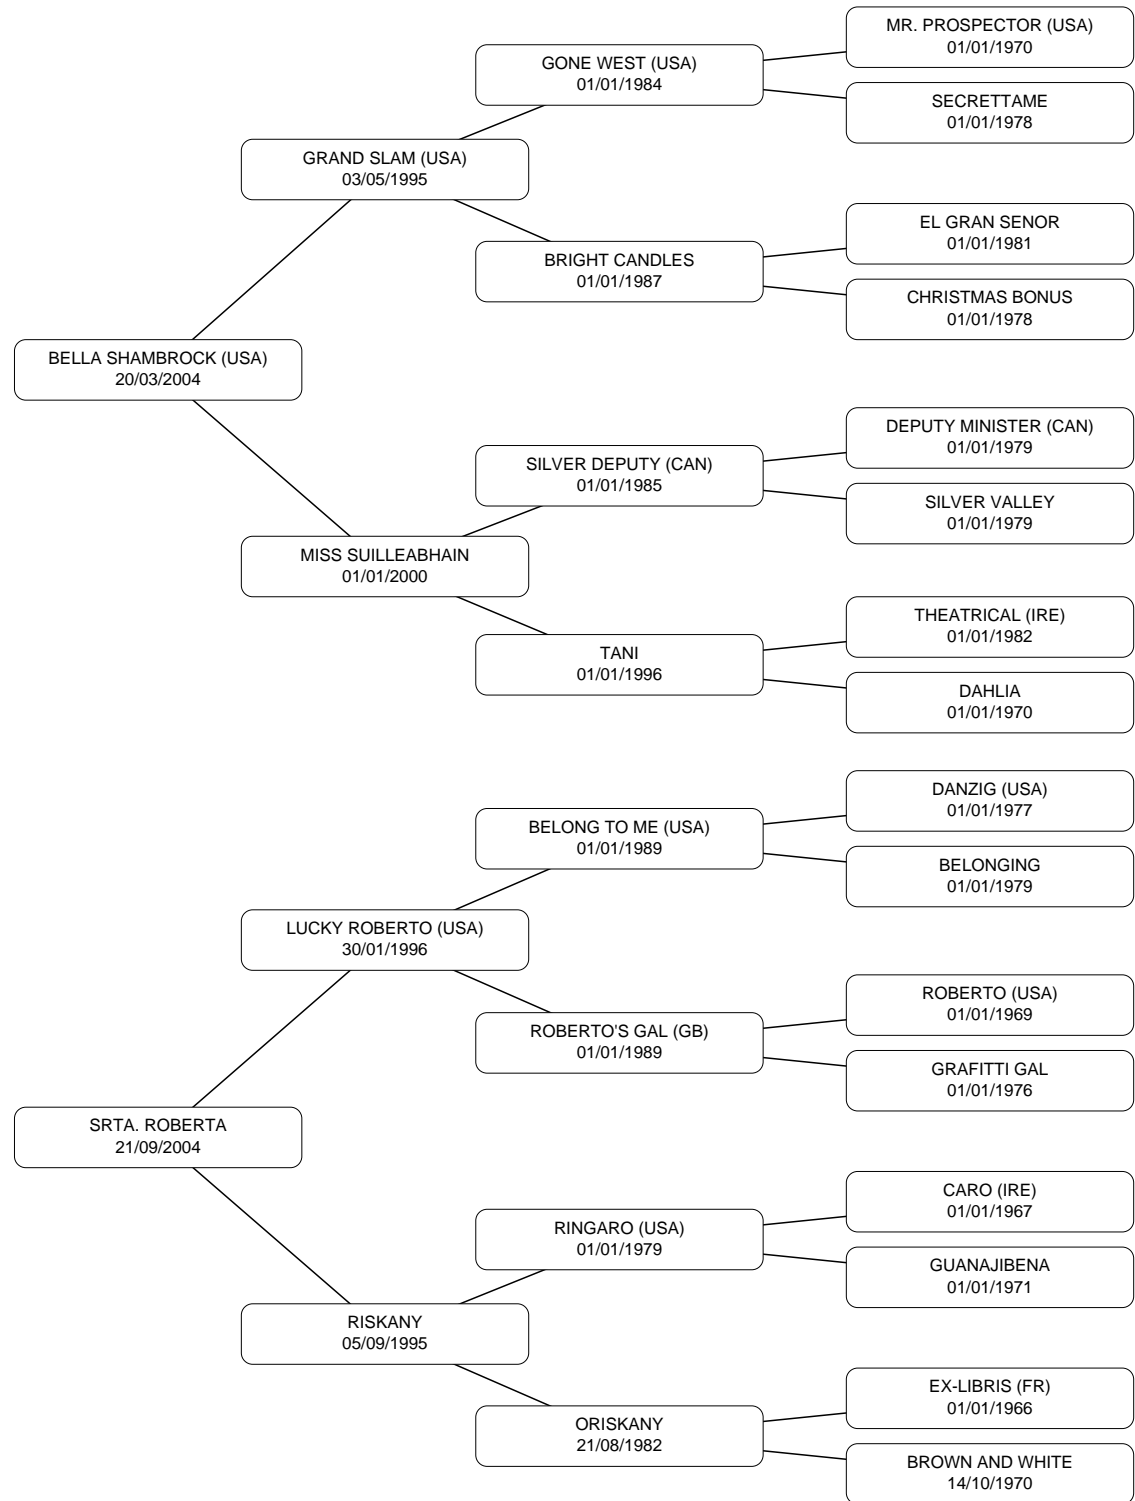 MR. PROSPECTOR (USA)
01/01/1970
GONE WEST (USA)
01/01/1984
SECRETTAME
01/01/1978
GRAND SLAM (USA)
03/05/1995
EL GRAN SENOR
01/01/1981
BRIGHT CANDLES
01/01/1987
CHRISTMAS BONUS
01/01/1978
BELLA SHAMBROCK (USA)
20/03/2004
DEPUTY MINISTER (CAN)
01/01/1979
SILVER DEPUTY (CAN)
01/01/1985
SILVER VALLEY
01/01/1979
MISS SUILLEABHAIN
01/01/2000
THEATRICAL (IRE)
01/01/1982
TANI
01/01/1996
DAHLIA
01/01/1970
DANZIG (USA)
01/01/1977
BELONG TO ME (USA)
01/01/1989
BELONGING
01/01/1979
LUCKY ROBERTO (USA)
30/01/1996
ROBERTO (USA)
01/01/1969
ROBERTO'S GAL (GB)
01/01/1989
GRAFITTI GAL
01/01/1976
SRTA. ROBERTA
21/09/2004
CARO (IRE)
01/01/1967
RINGARO (USA)
01/01/1979
GUANAJIBENA
01/01/1971
RISKANY
05/09/1995
EX-LIBRIS (FR)
01/01/1966
ORISKANY
21/08/1982
BROWN AND WHITE
14/10/1970